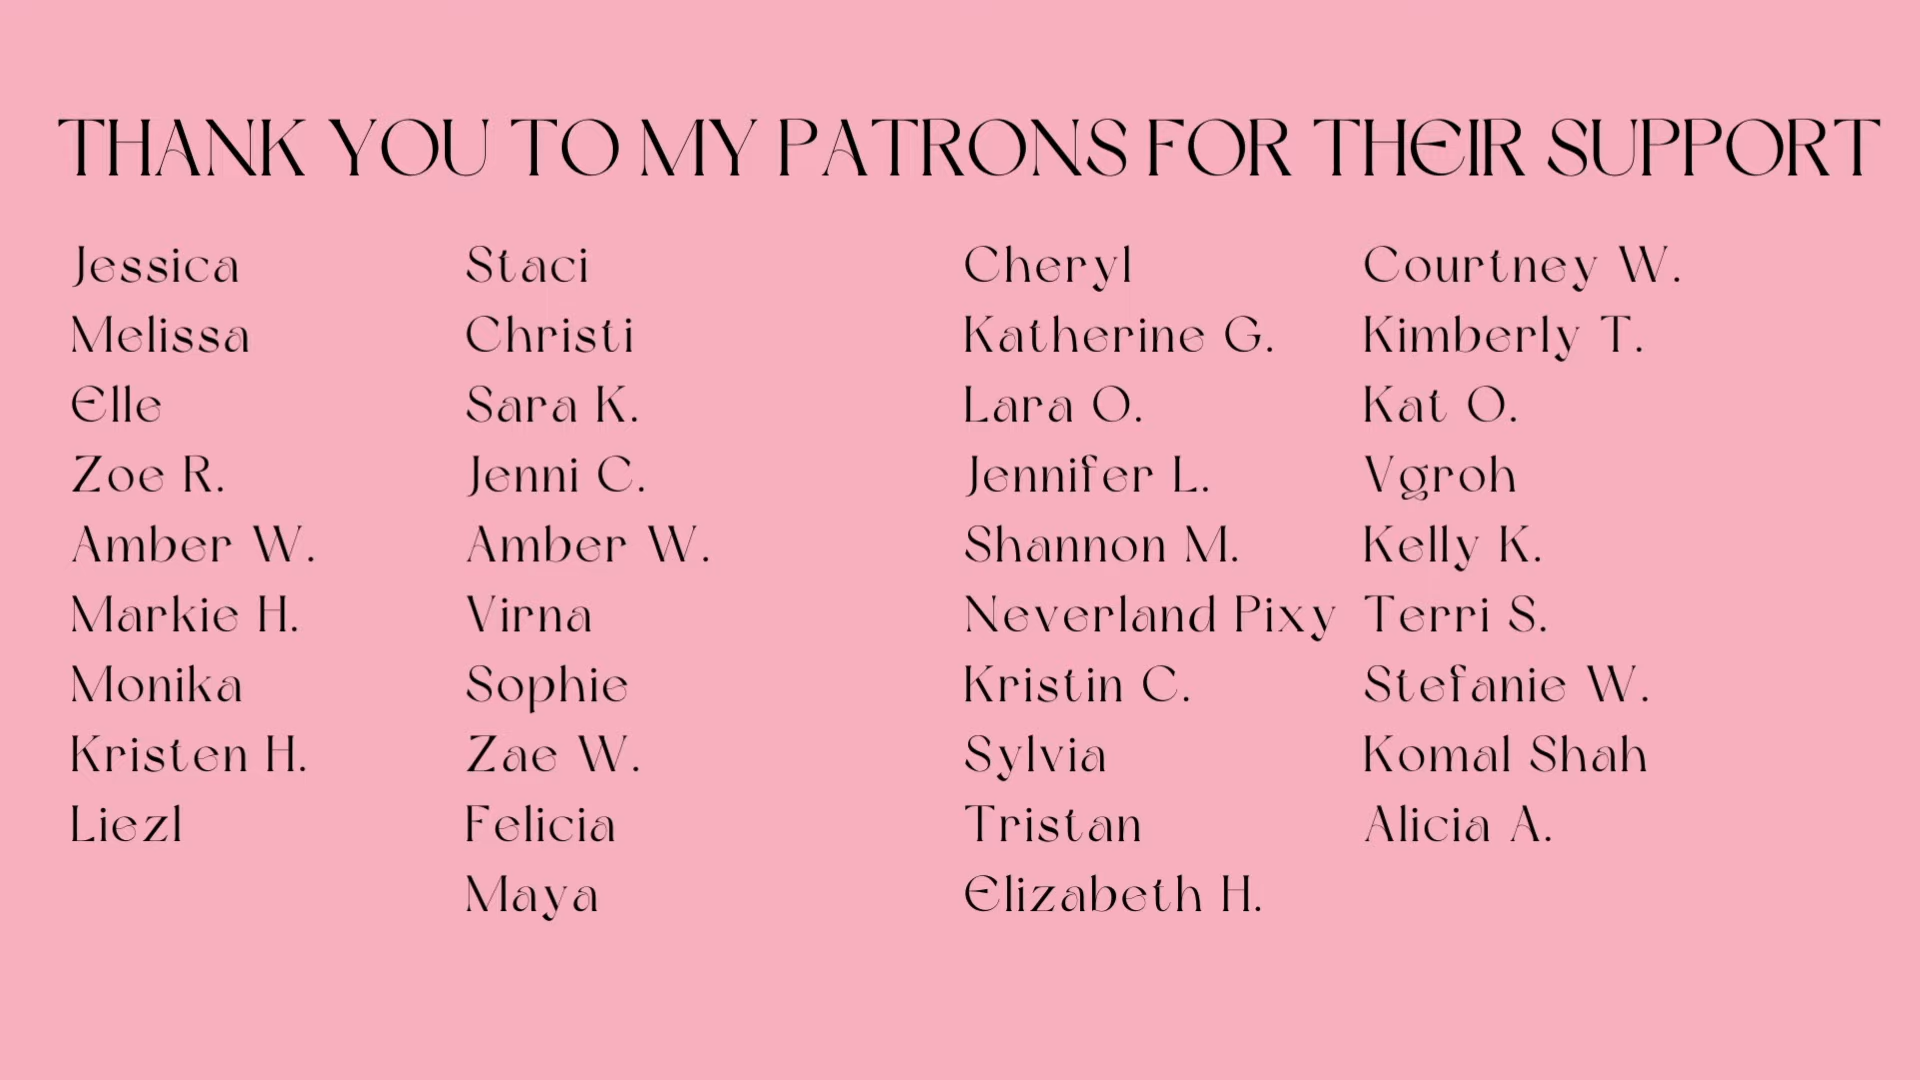 THANK YOU TO MY PATRONS FOR THEIR SUPPORT
Jessica
Melissa
Elle
Zoe R.
Amber W.
Markie H.
Monika
Kristen H.
Liezl
Staci
Christi
Sara K.
Jenni C.
Amber W.
Virna
Sophie
Zae W.
Felicia
Maya
Cheryl
Katherine G.
Lara O.
Jennifer L.
Shannon M.
Neverland Pixy
Kristin C.
Sylvia
Tristan
Elizabeth H.
Courtney W.
Kimberly T.
Kat O.
Vgroh
Kelly K.
Terri S.
Stefanie W.
Komal Shah
Alicia A.